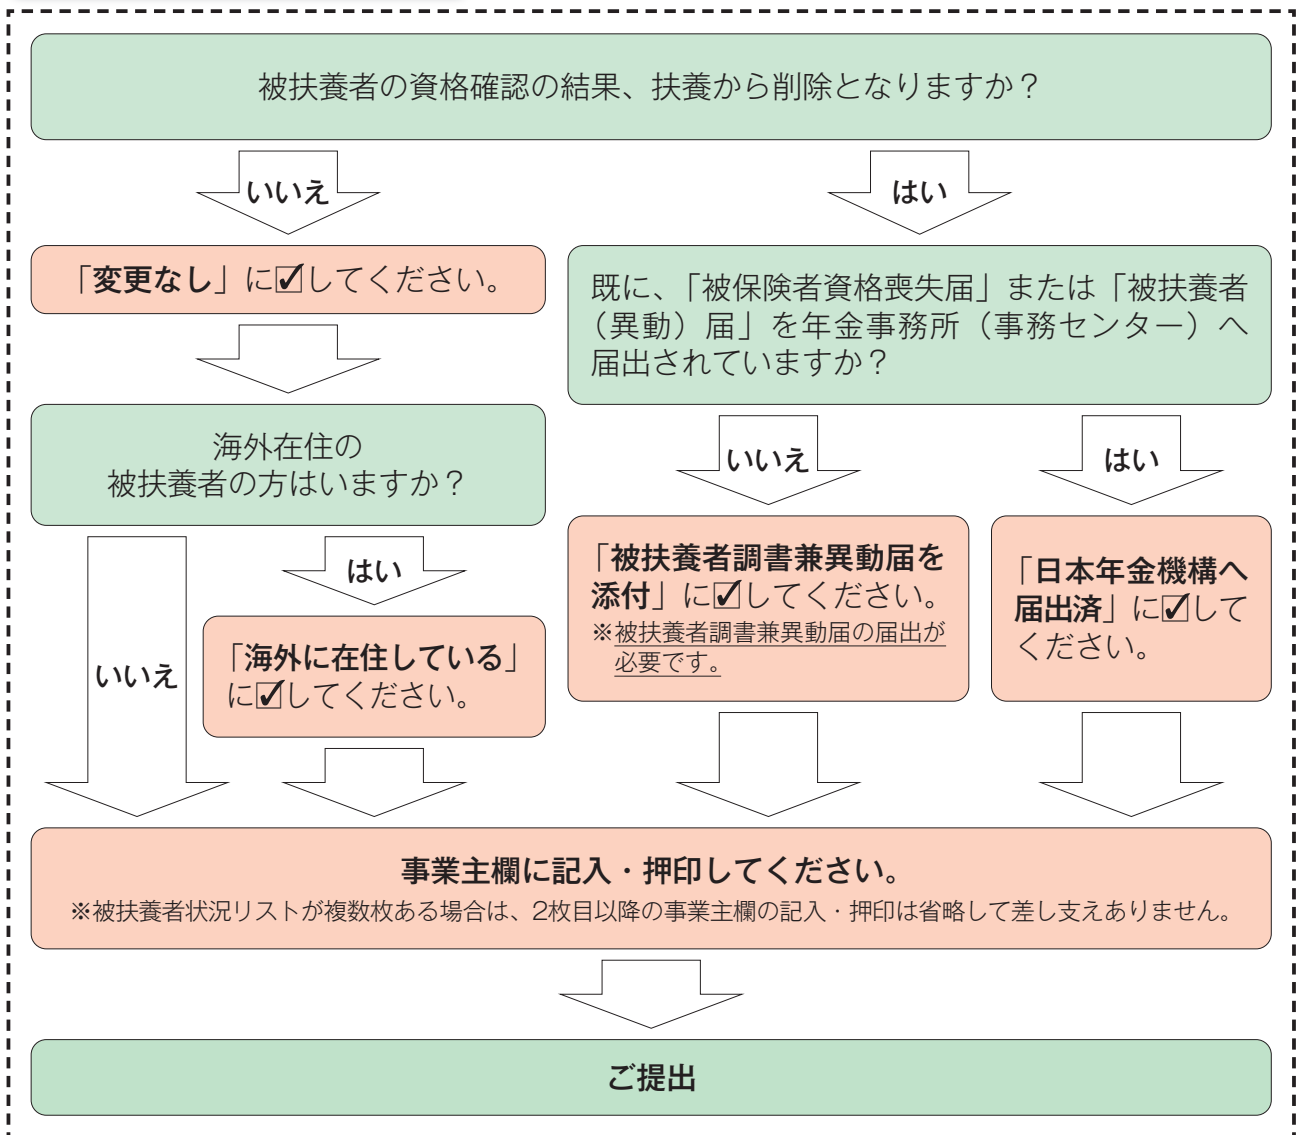 被扶養者の資格確認の結果、扶養から削除となりますか？
いいえ
はい
「変更なし」に☑してください。
既に、「被保険者資格喪失届」または「被扶養者
（異動）届」を年金事務所（事務センター）へ
届出されていますか？
海外在住の
被扶養者の方はいますか？
いいえ
はい
はい
「被扶養者調書兼異動届を
添付」に☑してください。
※被扶養者調書兼異動届の届出が
必要です。
「日本年金機構へ
届出済」に☑して
ください。
いいえ
「海外に在住している」
に☑してください。
事業主欄に記入・押印してください。
※被扶養者状況リストが複数枚ある場合は、2枚目以降の事業主欄の記入・押印は省略して差し支えありません。
ご提出